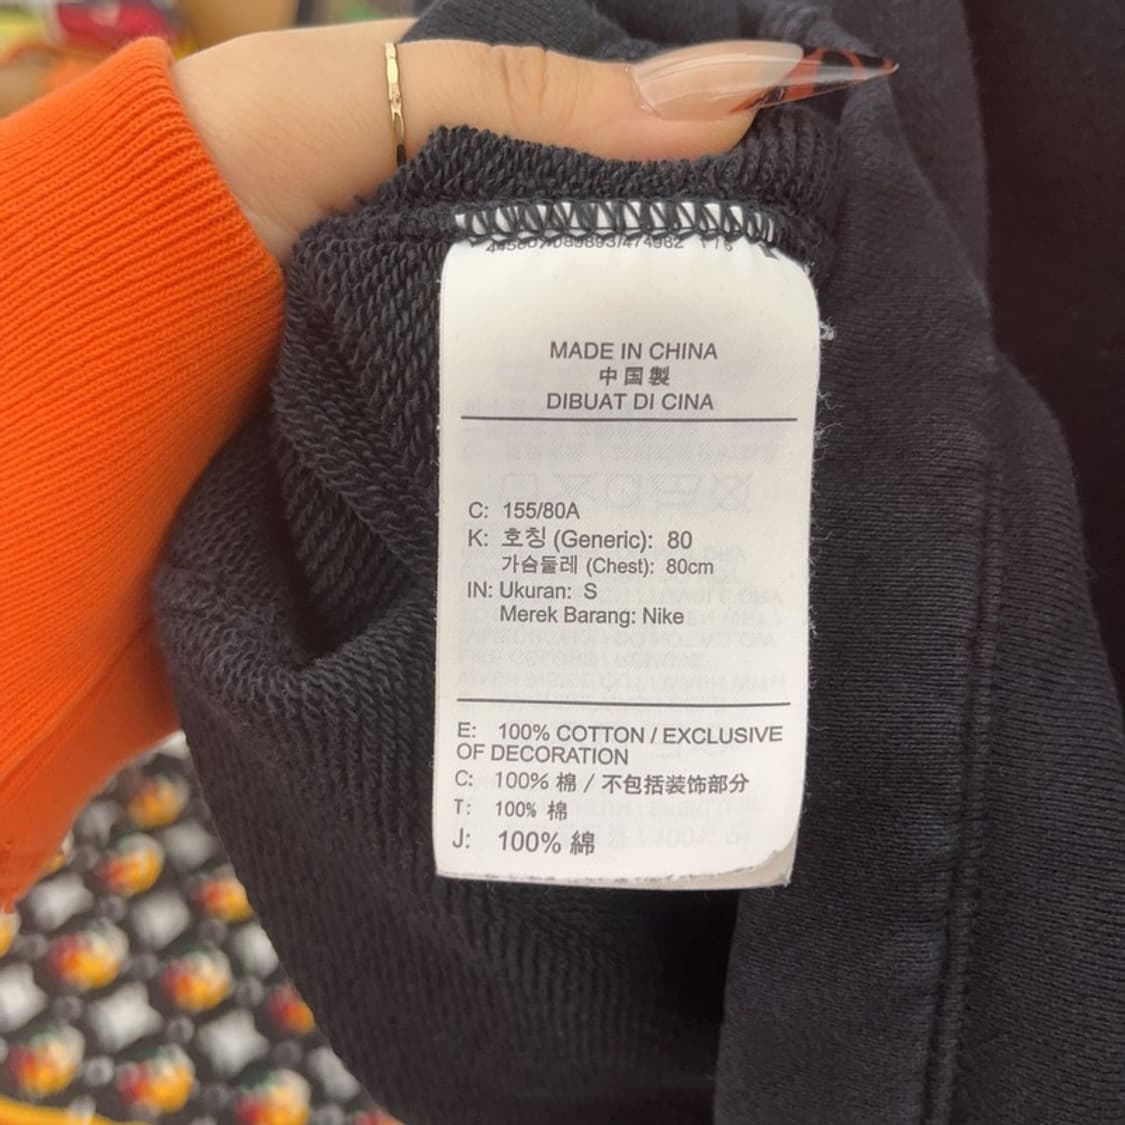 MADE IN CHINA
中国製
DIBUAT DI CINA
C: 155/80A
K: 호칭 (Generic): 80
가슴둘레 (Chest): 80cm
IN: Ukuran: S
Merek Barang: Nike
E: 100% COTTON / EXCLUSIVE
OF DECORATION
C: 100% 棉 / 不包括装饰部分
T: 100% 棉
J: 100% 綿